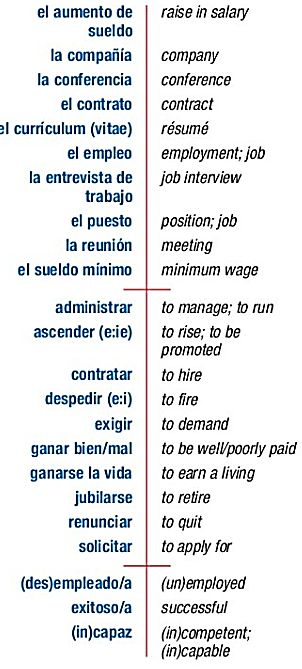 el aumento de raise in salary
sueldo
la compañía company
la conferencia conference
el contrato contract
el currículum (vitae) résumé
el empleo employment; job
la entrevista de job interview
trabajo
el puesto position; job
la reunión meeting
el sueldo mínimo minimum wage
administrar to manage; to run
ascender (e:ie) to rise; to be
promoted
contratar to hire
despedir (e:i) to fire
exigir to demand
ganar bien/mal to be well/poorly paid
ganarse la vida to earn a living
jubilarse to retire
renunciar to quit
solicitar to apply for
(des)empleado/a (un)employed
exitoso/a successful
(in)capaz (in)competent;
(in)capable